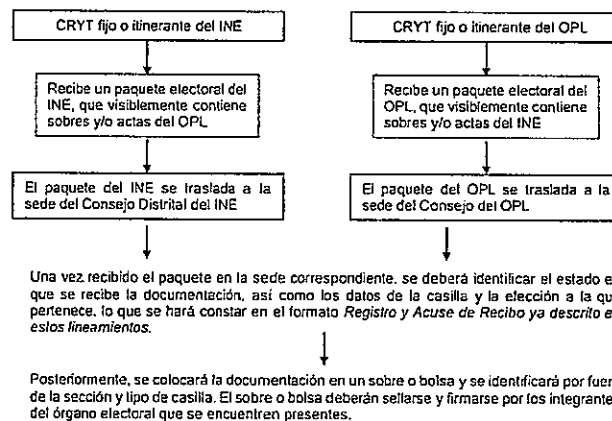 CRYT fijo o itinerante del INE
CRYT fijo o itinerante del OPL
Recibe un paquete electoral del
INE, que visiblemente contiene
sobres y/o actas del OPL
Recibe un paquete electoral del
OPL, que visiblemente contiene
sobres y/o actas del INE
El paquete del INE se traslada a la
sede del Consejo Distrital del INE
El paquete del OPL se traslada a la
sede del Consejo del OPL
Una vez recibido el paquete en la sede correspondiente, se deberá identificar el estado e
que se recibe la documentación, así como los datos de la casilla y la elección a la qu
pertenece, lo que se hará constar en el formato Registro y Acuse de Recibo ya descrito e
estos lineamientos.
Posteriormente, se colocará la documentación en un sobre o bolsa y se identificará por fuer
de la sección y tipo de casilla. El sobre o bolsa deberán sellarse y firmarse por los integrante
del órgano electoral que se encuentren presentes.